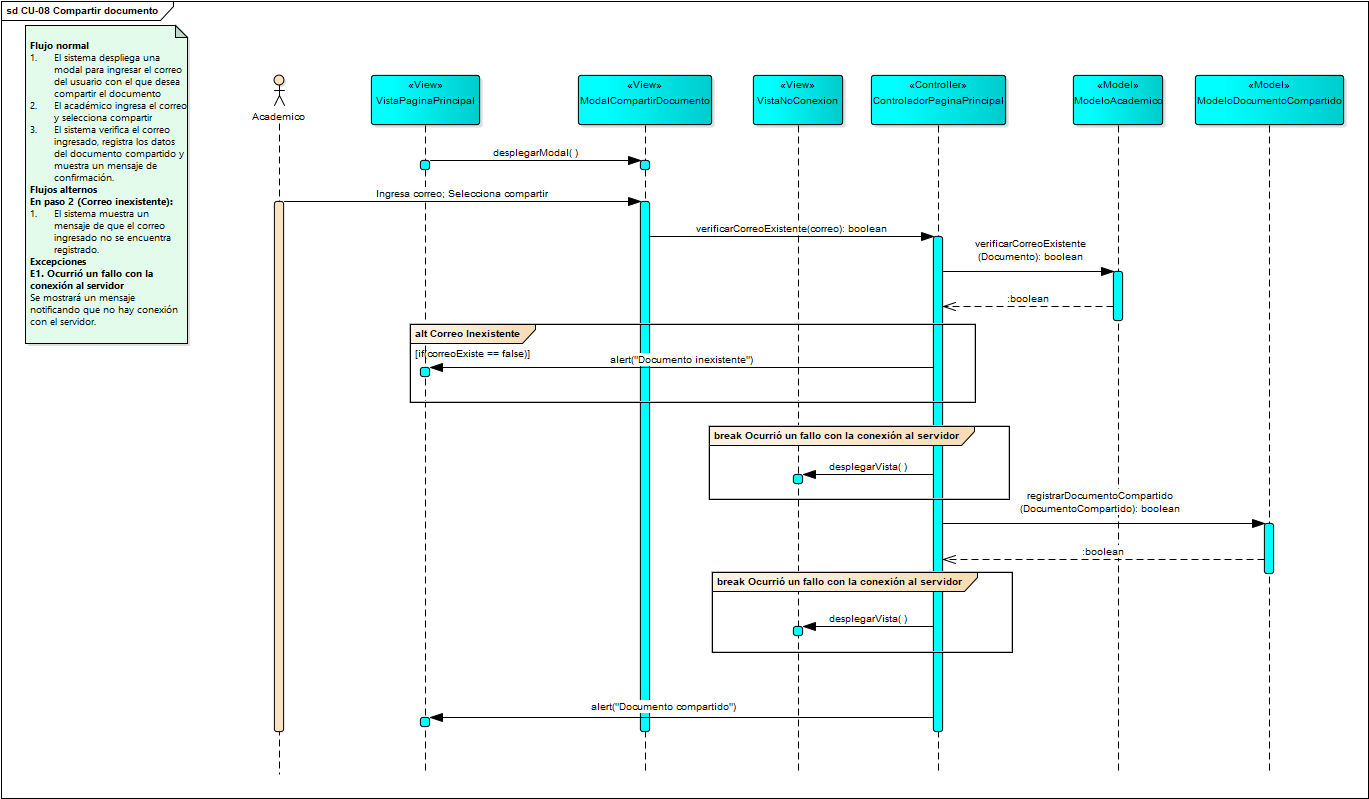 sd CU-08 Compartir documento
Flujo normal
1. El sistema despliega una
modal para ingresar el correo
del usuario con el que desea
compartir el documento
2. El académico ingresa el correo
y selecciona compartir
3. El sistema verifica el correo
ingresado, registra los datos
del documento compartido y
muestra un mensaje de
confirmación.
Flujos alternos
En paso 2 (Correo inexistente):
1. El sistema muestra un
mensaje de que el correo
ingresado no se encuentra
registrado.
Excepciones
E1. Ocurrió un fallo con la
conexión al servidor
Se mostrará un mensaje
notificando que no hay conexión
con el servidor.
Academico
«View»
VistaPaginaPrincipal
«View»
ModalCompartirDocumento
«View»
VistaNoConexion
«Controller»
ControladorPaginaPrincipal
«Model»
ModeloAcademico
«Model»
ModeloDocumentoCompartido
desplegarModal( )
Ingresa correo; Selecciona compartir
verificarCorreoExistente(correo): boolean
verificarCorreoExistente
(Documento): boolean
:boolean
alt Correo Inexistente
[if(correoExiste == false)]
alert("Documento inexistente")
break Ocurrió un fallo con la conexión al servidor
desplegarVista( )
registrarDocumentoCompartido
(DocumentoCompartido): boolean
:boolean
break Ocurrió un fallo con la conexión al servidor
desplegarVista( )
alert("Documento compartido")